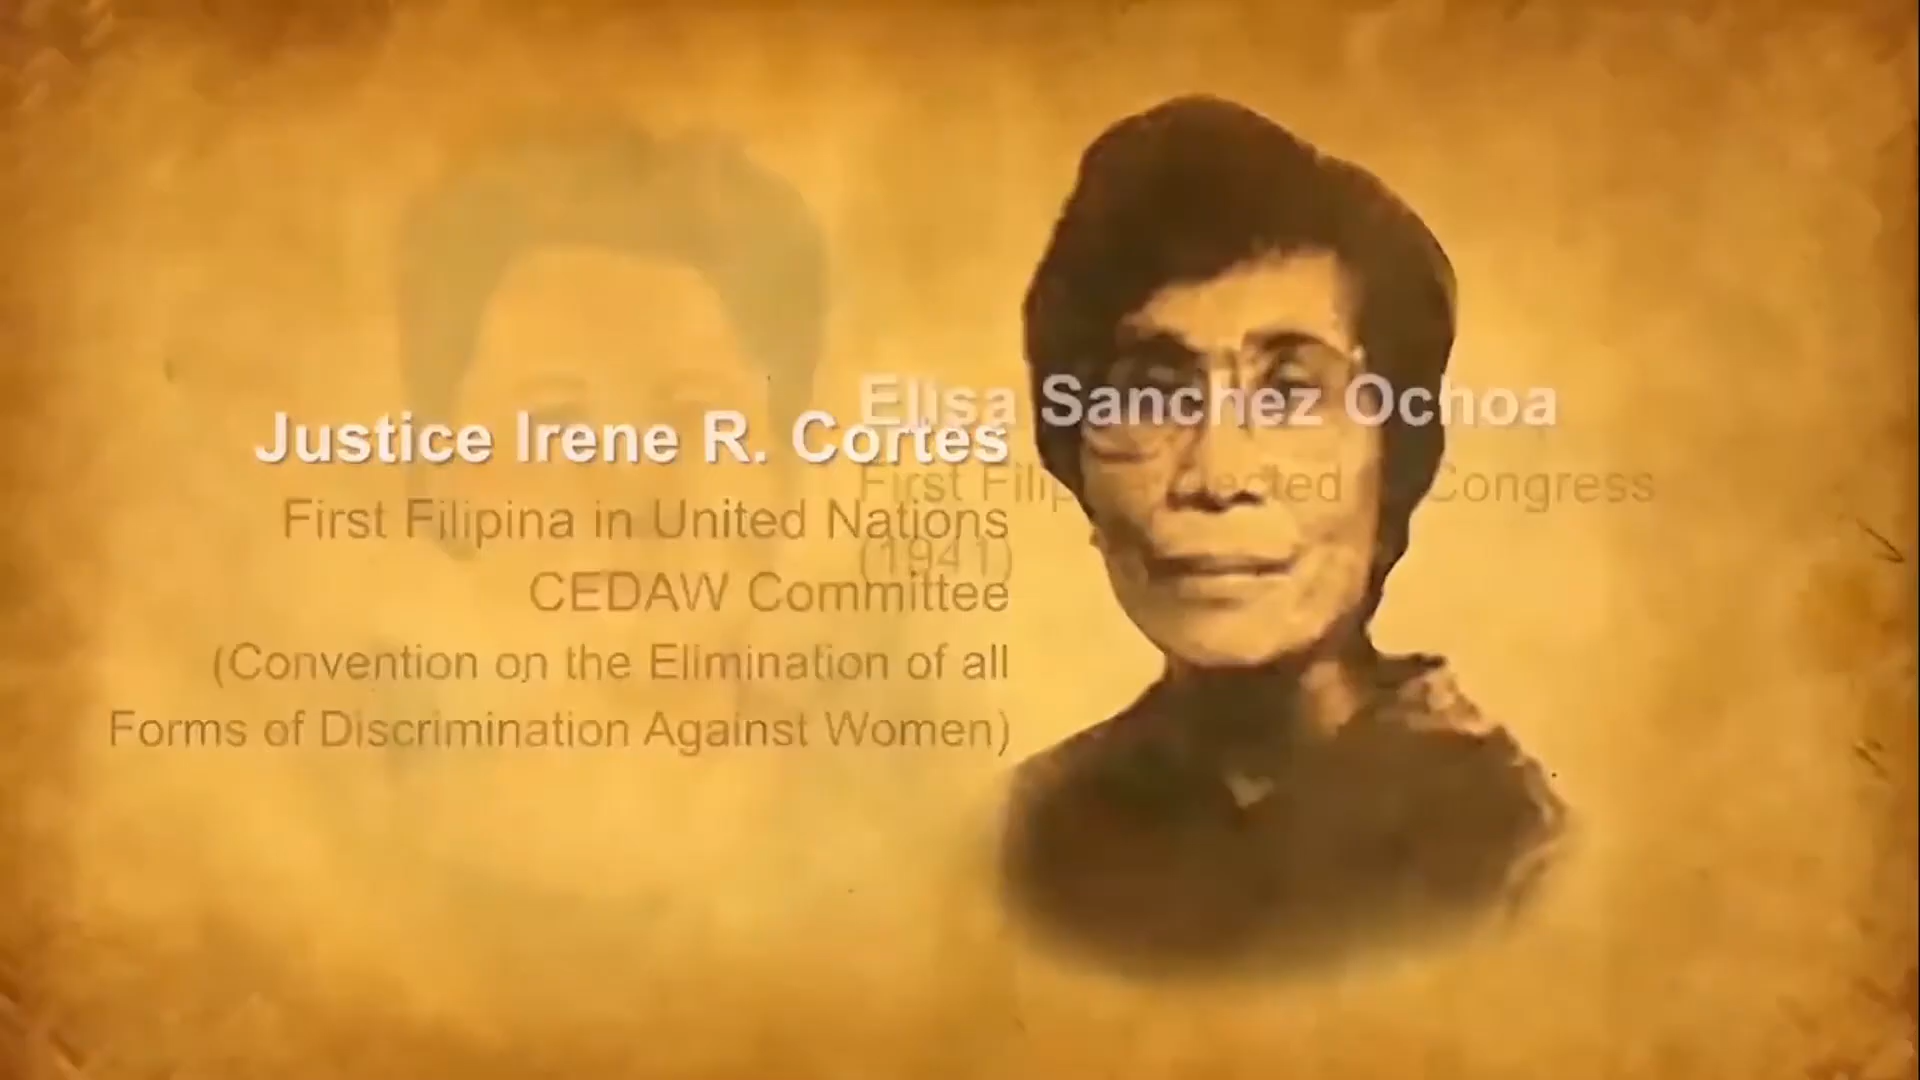 Justice Irene R. Cortes
First Filipina in United Nations
CEDAW Committee
(Convention on the Elimination of all
Forms of Discrimination Against Women)
Elisa Sanchez Ochoa
First Congress
(1941)